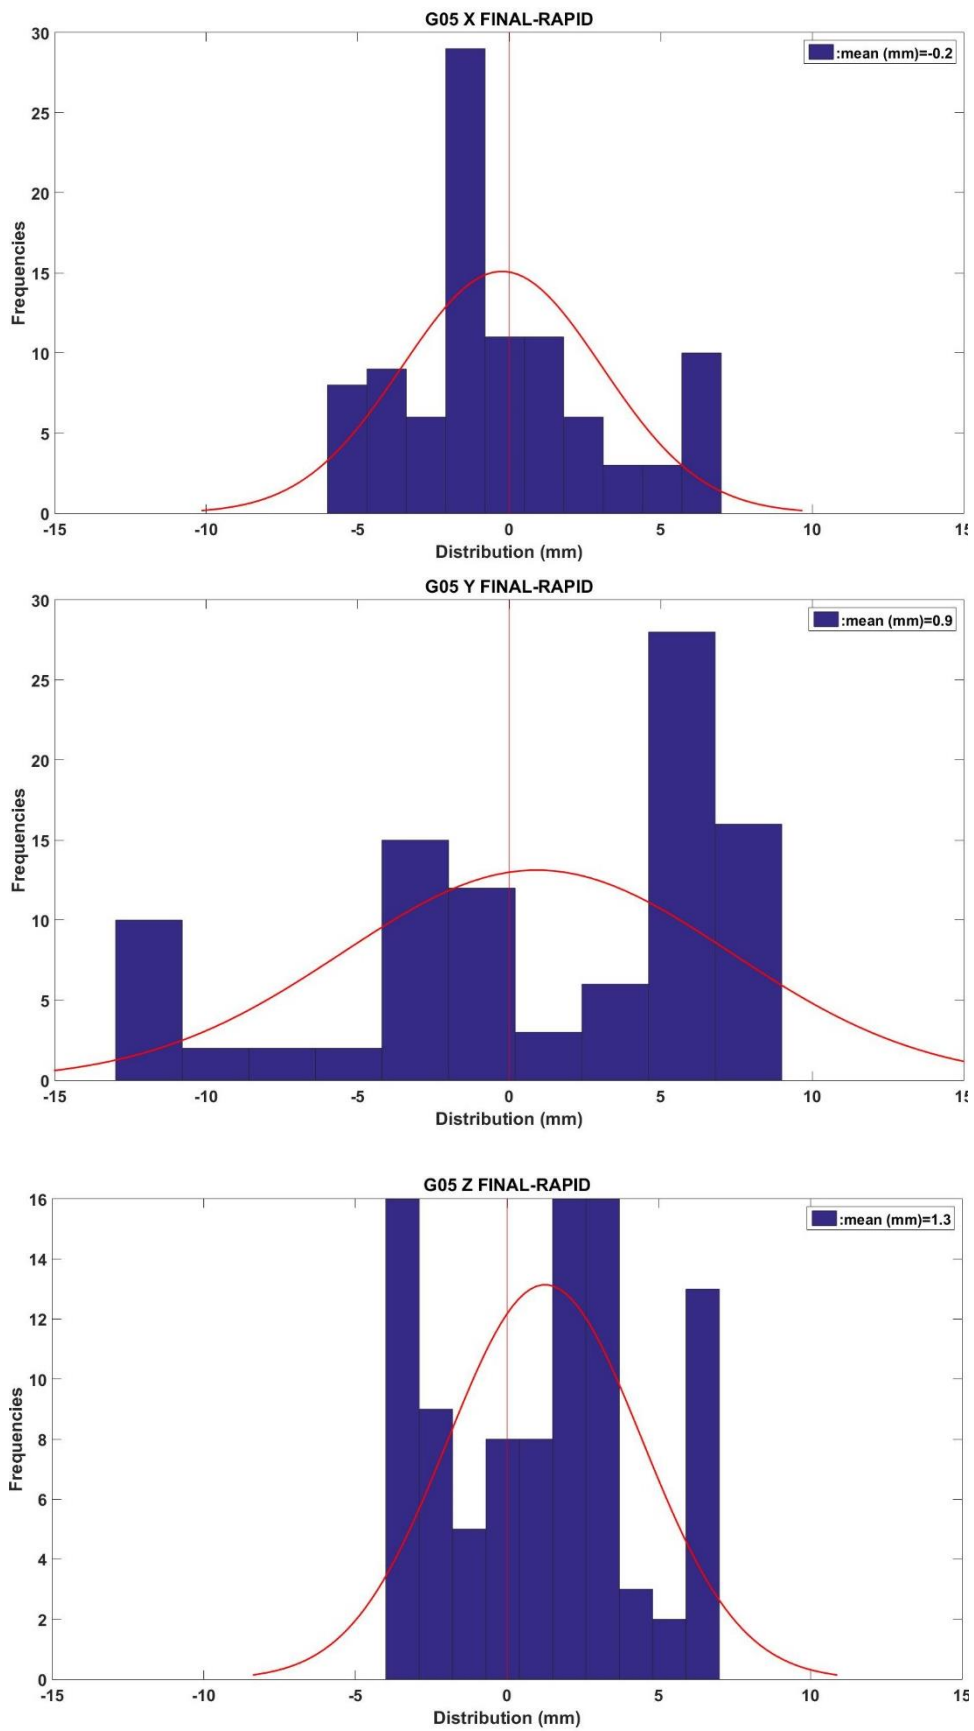 G05 X FINAL-RAPID
30
:mean (mm)=-0.2
25
20
15
10
5
0
Frequencies
-15 -10 -5 0 5 10 15
Distribution (mm)
G05 Y FINAL-RAPID
30
:mean (mm)=0.9
25
20
15
10
5
0
Frequencies
-15 -10 -5 0 5 10 15
Distribution (mm)
G05 Z FINAL-RAPID
16
:mean (mm)=1.3
14
12
10
8
6
4
2
0
Frequencies
-15 -10 -5 0 5 10 15
Distribution (mm)